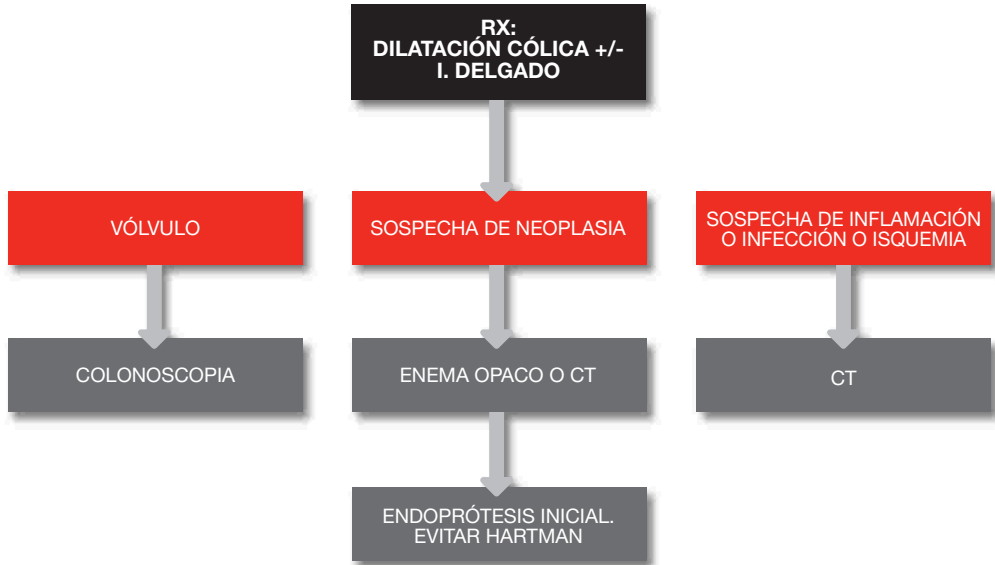 RX:
DILATACIÓN CÓLICA +/-
I. DELGADO
VÓLVULO
SOSPECHA DE NEOPLASIA
SOSPECHA DE INFLAMACIÓN
O INFECCIÓN O ISQUEMIA
COLONOSCOPIA
ENEMA OPACO O CT
CT
ENDOPRÓTESIS INICIAL.
EVITAR HARTMAN